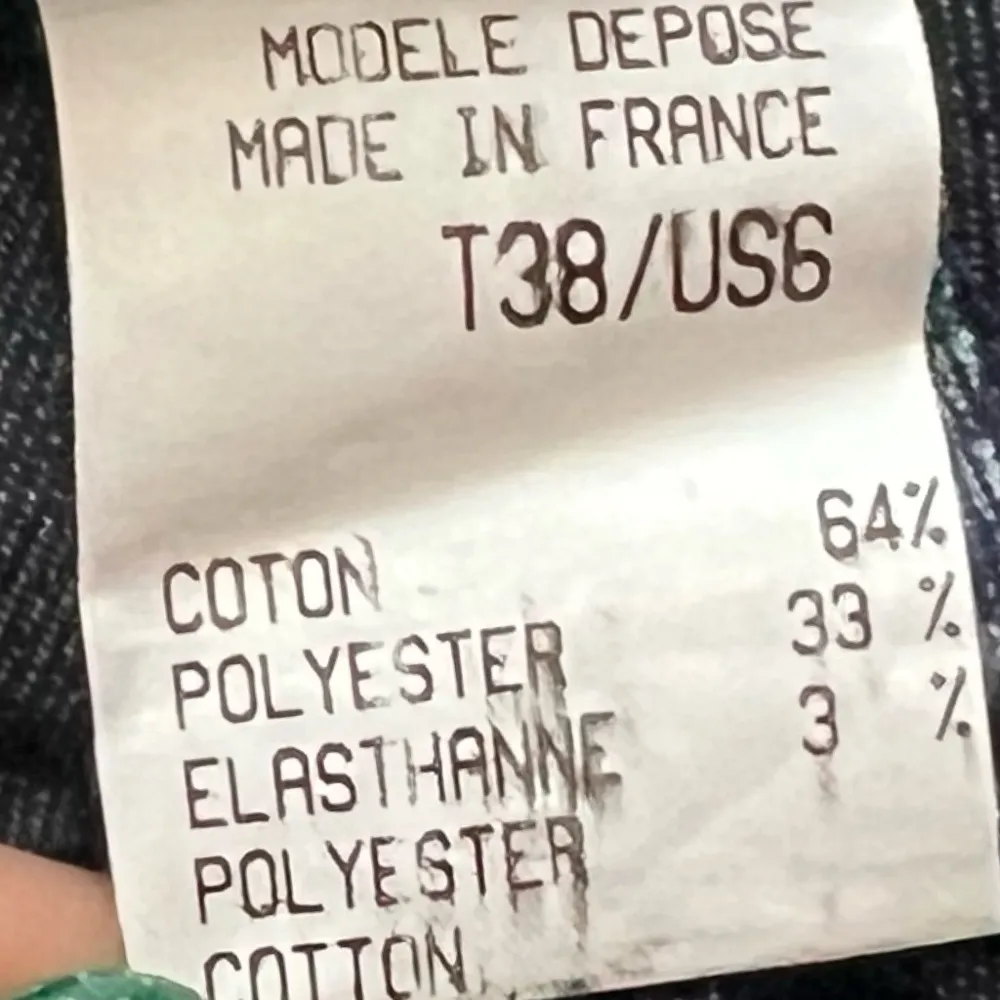 MODELE DEPOSE
MADE IN FRANCE
T38/US6
COTON 64%
POLYESTER 33 %
ELASTHANNE 3 %
POLYESTER
COTTON